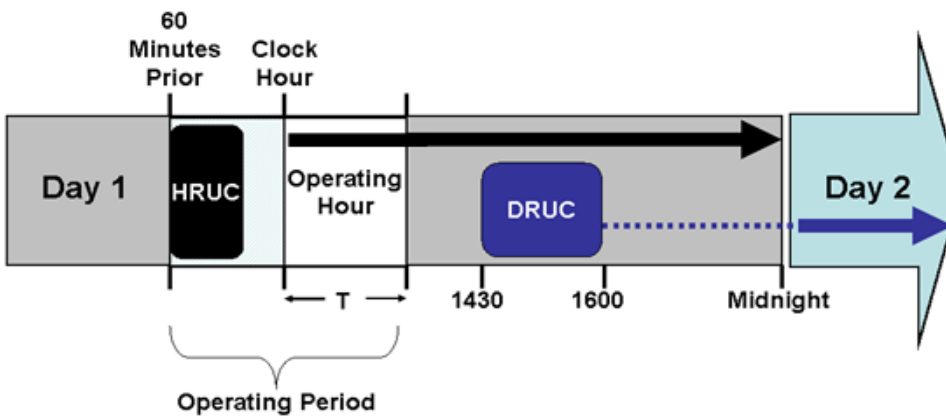 60
Minutes
Prior
Clock
Hour
Day 1
HRUC
Operating
Hour
DRUC
Day 2
T
1430
1600
Midnight
Operating Period